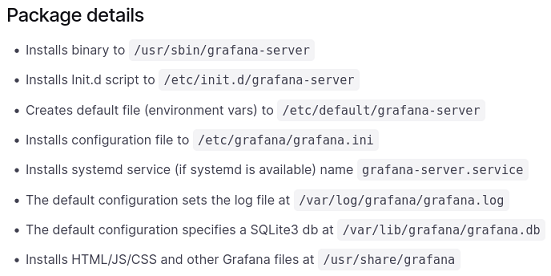 Package details
• Installs binary to /usr/sbin/grafana-server
• Installs Init.d script to /etc/init.d/grafana-server
• Creates default file (environment vars) to /etc/default/grafana-server
• Installs configuration file to /etc/grafana/grafana.ini
• Installs systemd service (if systemd is available) name grafana-server.service
• The default configuration sets the log file at /var/log/grafana/grafana.log
• The default configuration specifies a SQLite3 db at /var/lib/grafana/grafana.db
• Installs HTML/JS/CSS and other Grafana files at /usr/share/grafana